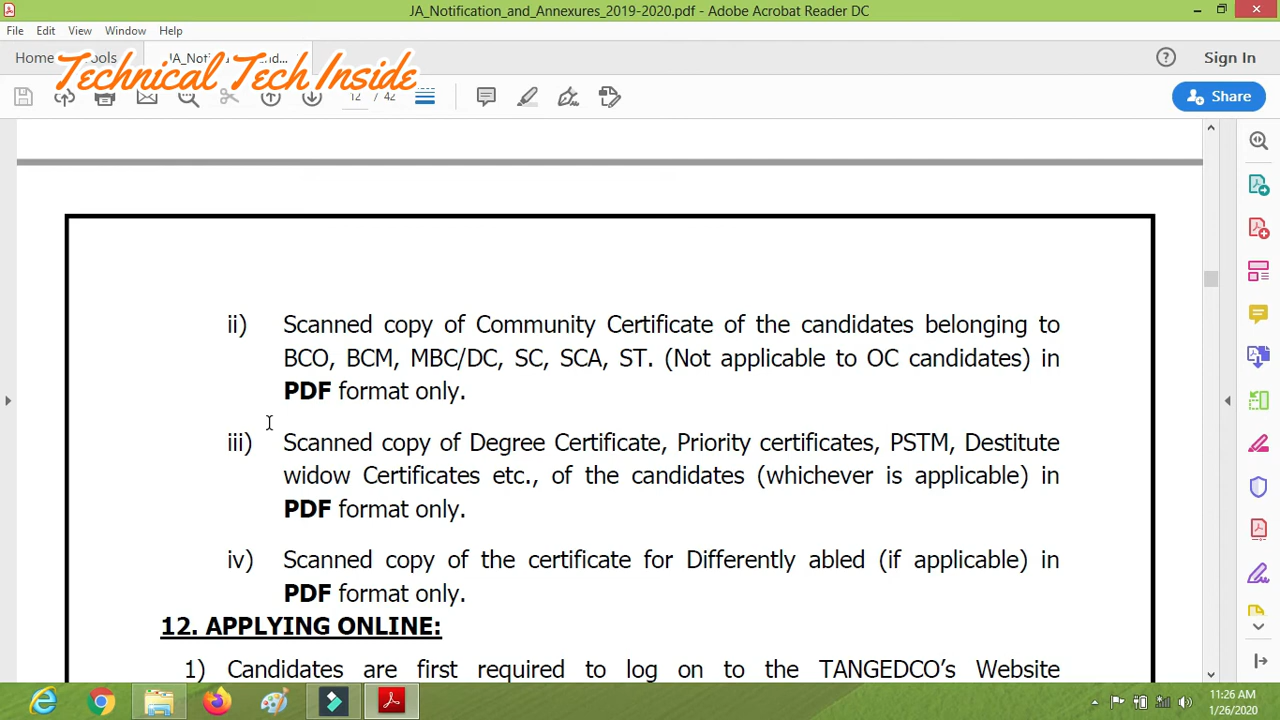 JA_Notification_and_Annexures_2019-2020.pdf - Adobe Acrobat Reader DC
File Edit View Window Help
Home
Technical Tech Inside
Sign In
12 / 42
Share
ii) Scanned copy of Community Certificate of the candidates belonging to
BCO, BCM, MBC/DC, SC, SCA, ST. (Not applicable to OC candidates) in
PDF format only.
iii) Scanned copy of Degree Certificate, Priority certificates, PSTM, Destitute
widow Certificates etc., of the candidates (whichever is applicable) in
PDF format only.
iv) Scanned copy of the certificate for Differently abled (if applicable) in
PDF format only.
12. APPLYING ONLINE:
1) Candidates are first required to log on to the TANGEDCO’s Website
11:26 AM
1/26/2020